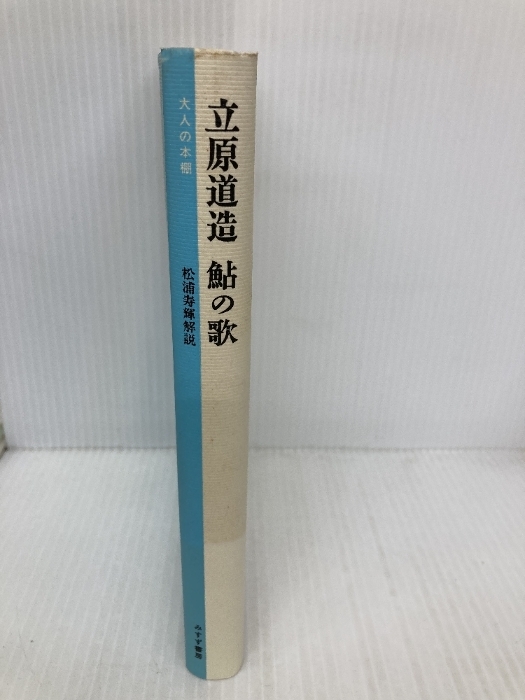 大人の本棚
立原道造 鮎の歌
松浦寿輝解説
みすず書房